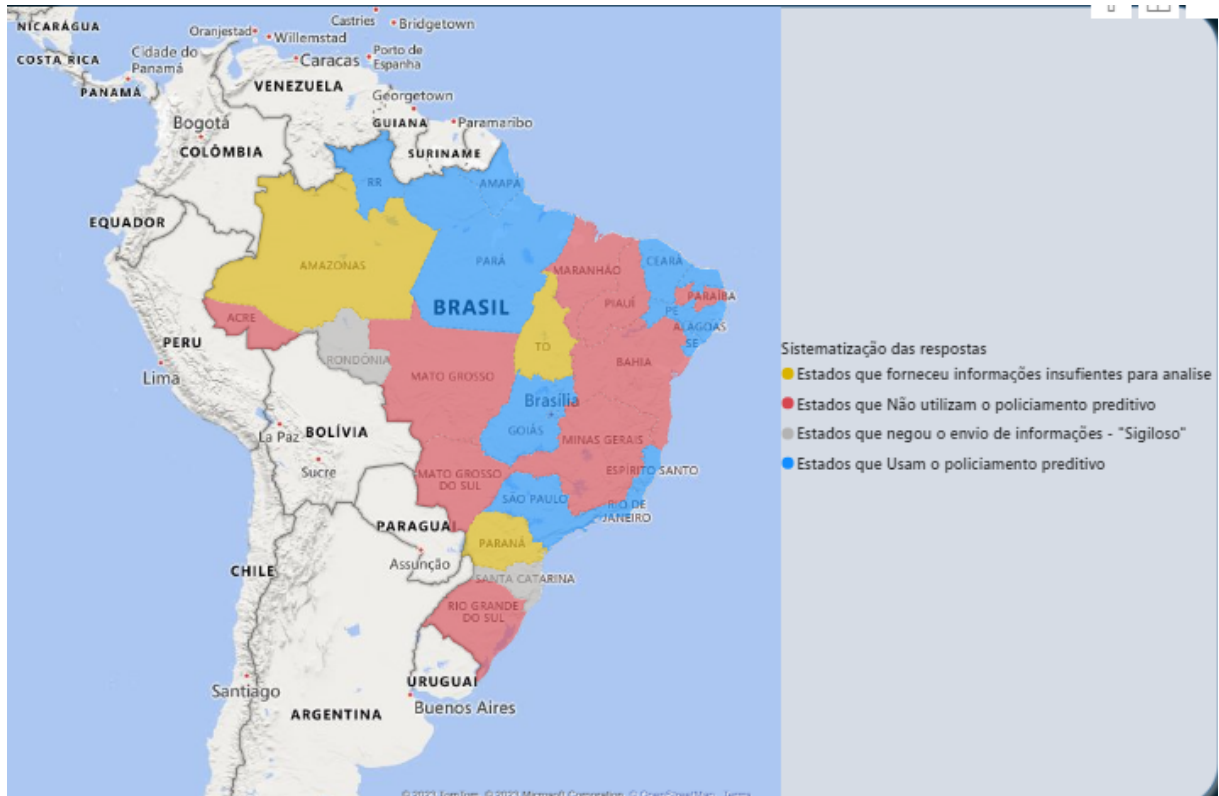 NICARÁGUA
COSTA RICA
PANAMÁ
Cidade do
Panamá
Oranjestad
Willemstad
Castries
Bridgetown
Caracas
Porto de
Espanha
VENEZUELA
Georgetown
GUIANA
Paramaribo
SURINAME
Bogotá
COLÔMBIA
EQUADOR
PERU
Lima
RR
AMAPÁ
AMAZONAS
PARÁ
BRASIL
MARANHÃO
CEARÁ
PIAUÍ
PARAÍBA
PE
ALAGOAS
SE
ACRE
RONDÔNIA
TO
BAHIA
MATO GROSSO
Brasília
GOIÁS
MINAS GERAIS
La Paz
BOLÍVIA
Sucre
MATO GROSSO
DO SUL
ESPÍRITO SANTO
SÃO PAULO
RIO DE
JANEIRO
PARAGUAI
Assunção
PARANÁ
SANTA CATARINA
CHILE
RIO GRANDE
DO SUL
URUGUAI
Santiago
Buenos Aires
ARGENTINA
Sistematização das respostas
Estados que forneceu informações insufientes para analise
Estados que Não utilizam o policiamento preditivo
Estados que negou o envio de informações - "Sigiloso"
Estados que Usam o policiamento preditivo